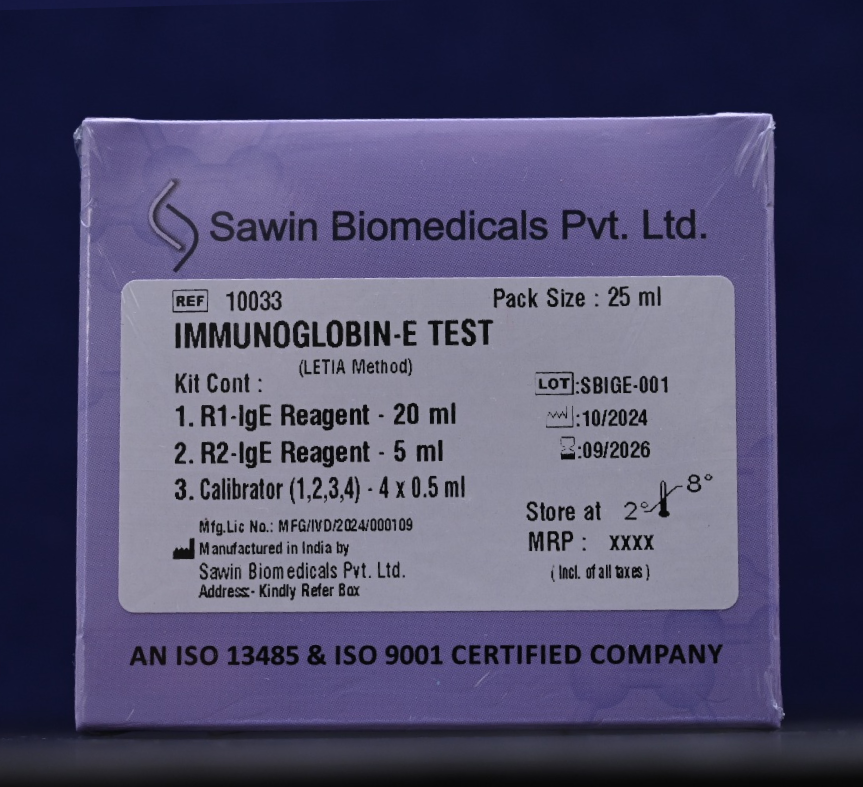 Sawin Biomedicals Pvt. Ltd.
REF 10033
Pack Size : 25 ml
IMMUNOGLOBIN-E TEST
(LETIA Method)
Kit Cont :
LOT :SBIGE-001
1. R1-IgE Reagent - 20 ml
:10/2024
2. R2-IgE Reagent - 5 ml
:09/2026
3. Calibrator (1,2,3,4) - 4 x 0.5 ml
Store at 2° 8°
Mfg.Lic No.: MFG/IVD/2024/000109
MRP : XXXX
Manufactured in India by
Sawin Biomedicals Pvt. Ltd.
(Incl. of all taxes)
Address:- Kindly Refer Box
AN ISO 13485 & ISO 9001 CERTIFIED COMPANY